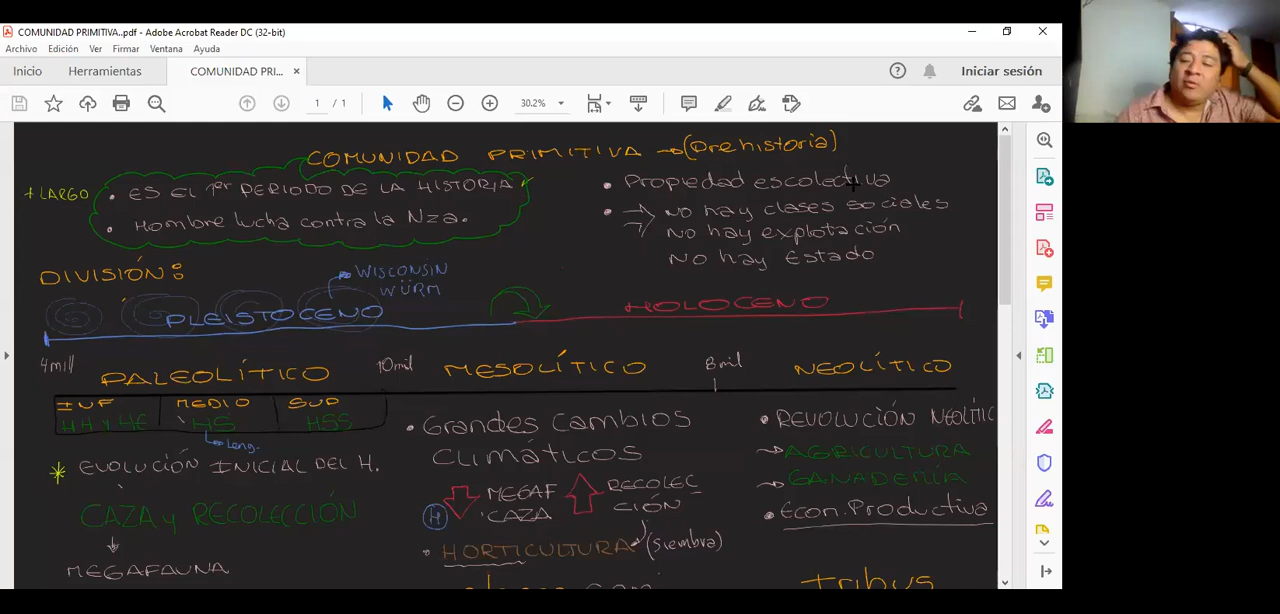 COMUNIDAD PRIMITIVA..pdf - Adobe Acrobat Reader DC (32-bit)
Archivo Edición Ver Firmar Ventana Ayuda
Inicio Herramientas COMUNIDAD PRI... × Iniciar sesión
1 / 1 30.2%
COMUNIDAD PRIMITIVA → (Prehistoria)
+ LARGO
• ES EL 1er PERIODO DE LA HISTORIA
• Hombre lucha contra la Nza.
• Propiedad escolectiva
• → No hay clases sociales
→ No hay explotación
No hay Estado
DIVISIÓN:
WISCONSIN
WÜRM
PLEISTOCENO HOLOCENO
4mill 10mil 8mil
PALEOLÍTICO MESOLÍTICO NEOLÍTICO
INF MEDIO SUP
HH y HE HS HSS
Leng.
* EVOLUCIÓN INICIAL DEL H.
CAZA y RECOLECCIÓN
MEGAFAUNA
• Grandes Cambios
Climáticos
H MEGAF RECOLEC
CAZA CIÓN
• HORTICULTURA (siembra)
• REVOLUCIÓN NEOLÍTIC
→ AGRICULTURA
→ GANADERÍA
• Econ. Productiva
Tribus